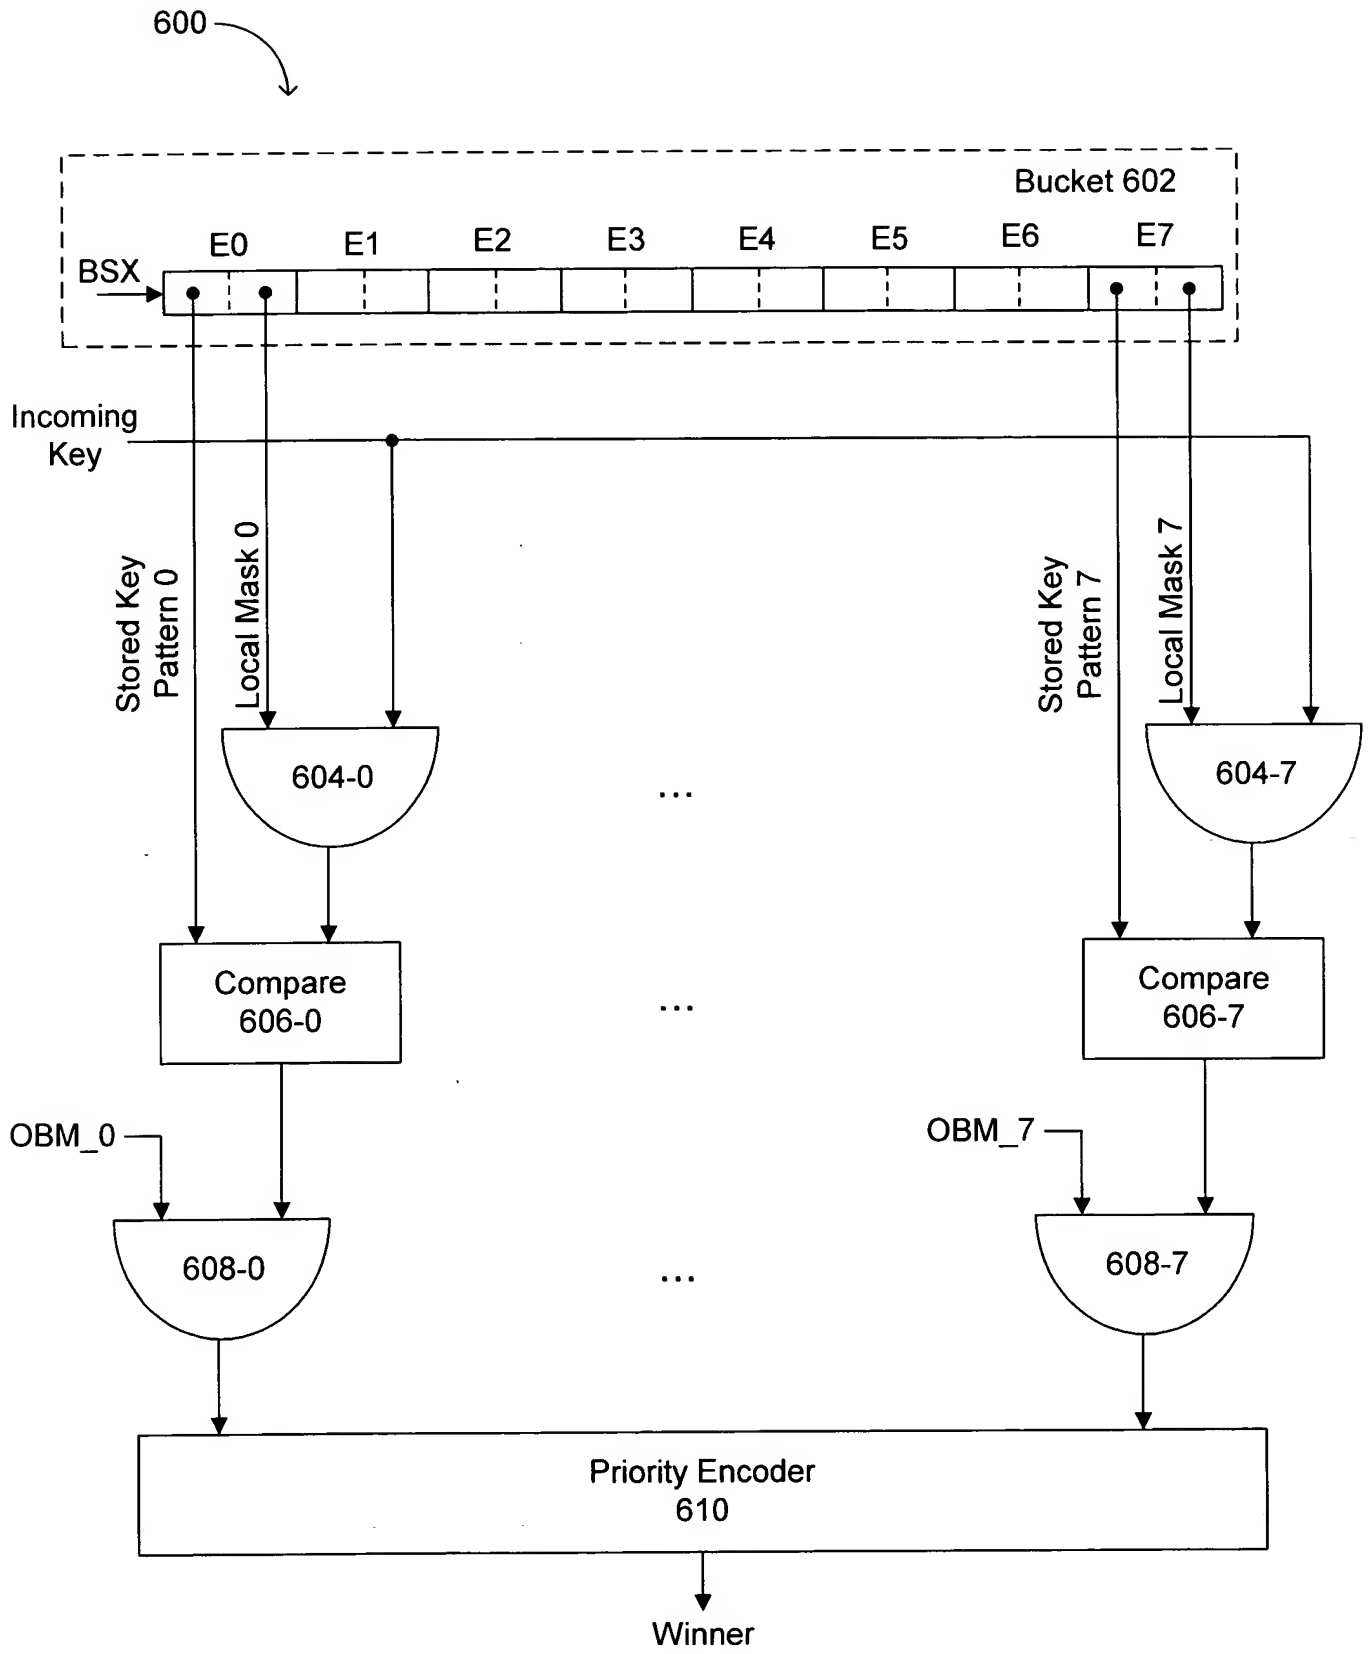 600
Bucket 602
E0 E1 E2 E3 E4 E5 E6 E7
BSX
Incoming
Key
Stored Key
Pattern 0
Local Mask 0
Stored Key
Pattern 7
Local Mask 7
604-0
...
604-7
Compare
606-0
...
Compare
606-7
OBM_0
OBM_7
608-0
...
608-7
Priority Encoder
610
Winner